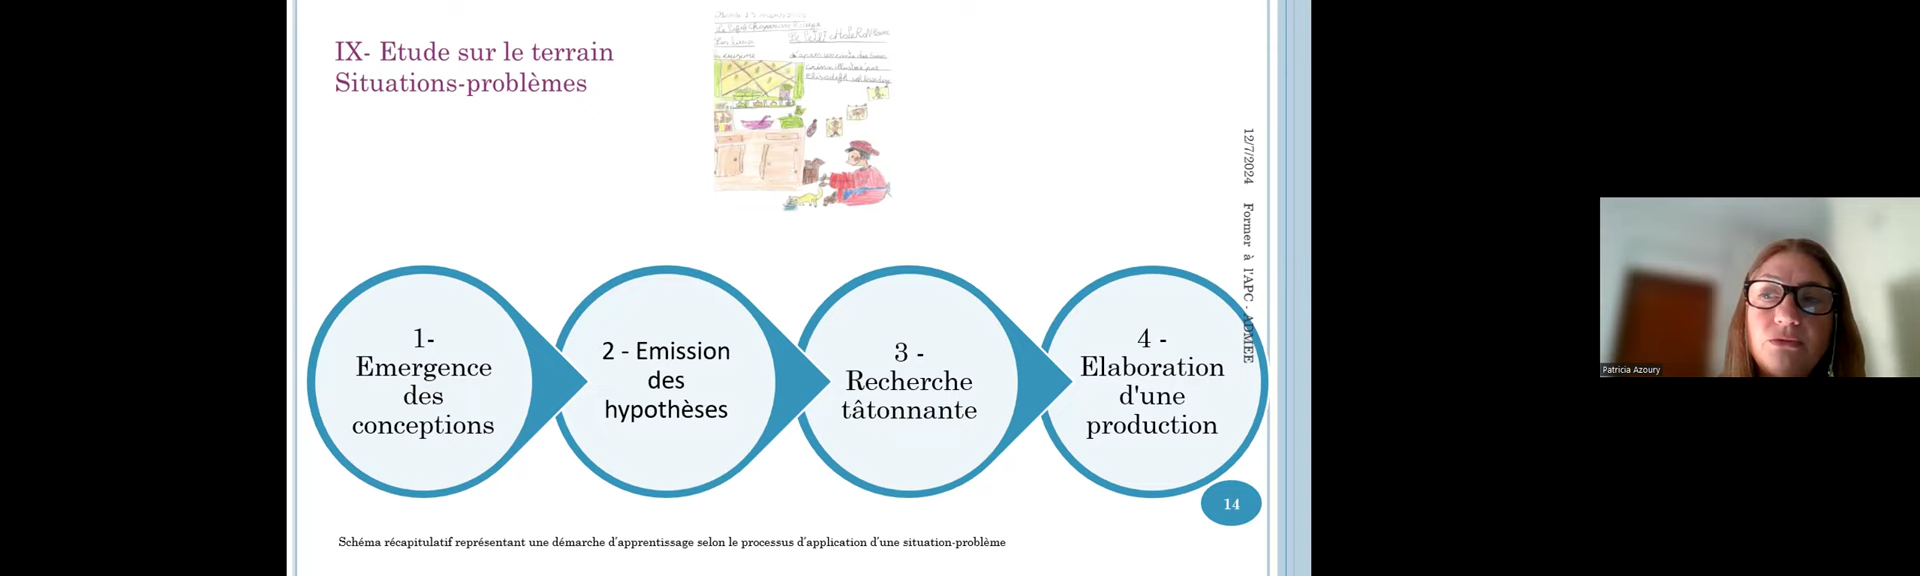 IX- Etude sur le terrain
Situations-problèmes
12/7/2024 Former à l'APC - ADMEE
1-
Emergence
des
conceptions
2 - Emission
des
hypothèses
3 -
Recherche
tâtonnante
4 -
Elaboration
d'une
production
14
Schéma récapitulatif représentant une démarche d'apprentissage selon le processus d'application d'une situation-problème
Patricia Azoury